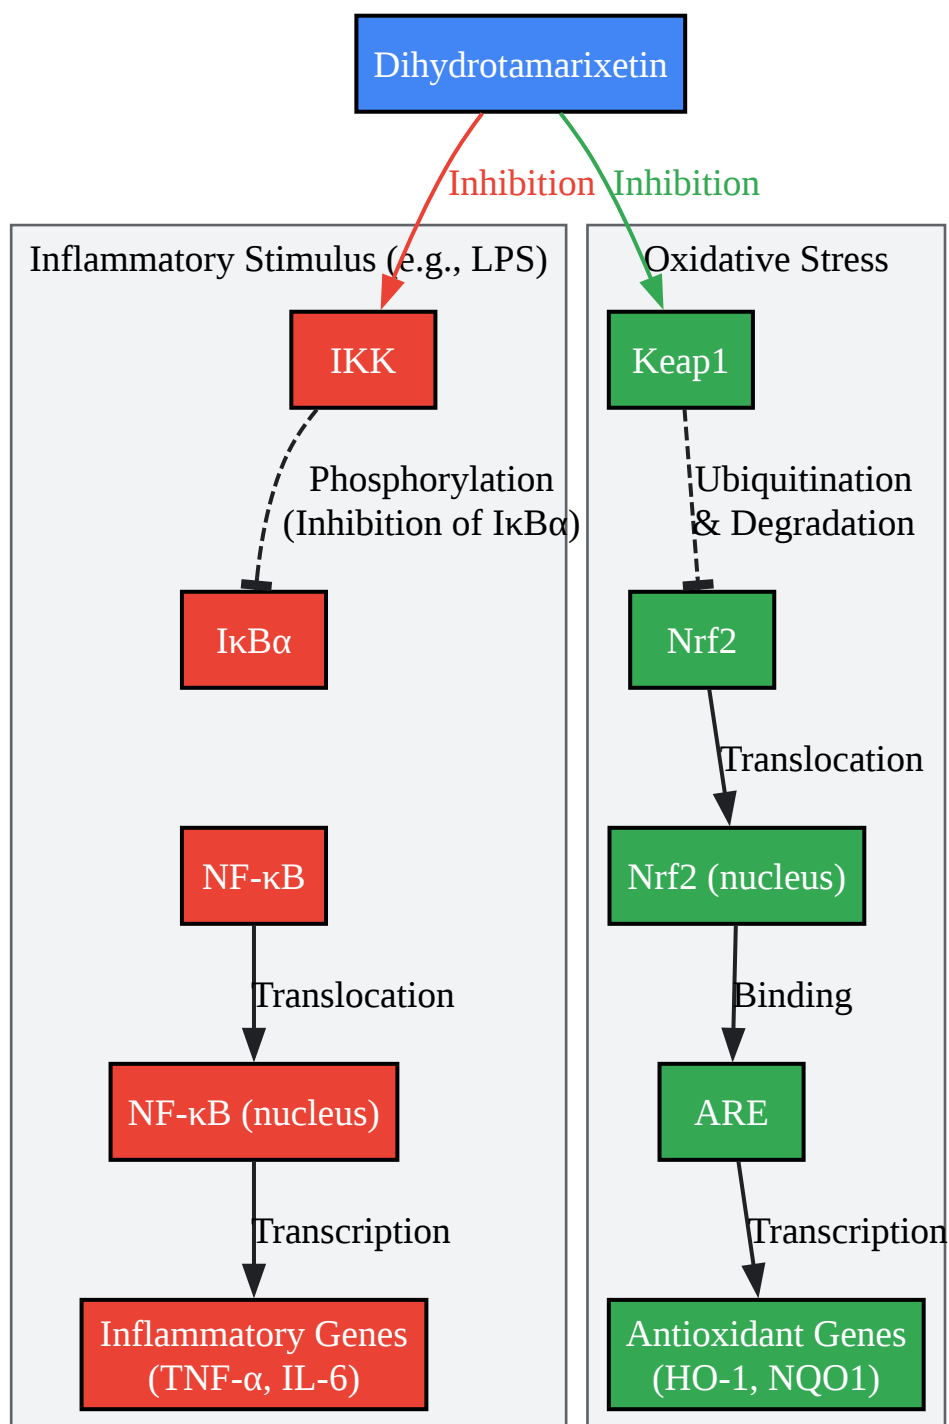 Dihydrotamarixetin
Inhibition
Inhibition
Inflammatory Stimulus (e.g., LPS)
Oxidative Stress
IKK
Keap1
Phosphorylation
(Inhibition of IκBα)
Ubiquitination
& Degradation
IκBα
Nrf2
Translocation
NF-κB
Nrf2 (nucleus)
Translocation
Binding
NF-κB (nucleus)
ARE
Transcription
Transcription
Inflammatory Genes
(TNF-α, IL-6)
Antioxidant Genes
(HO-1, NQO1)